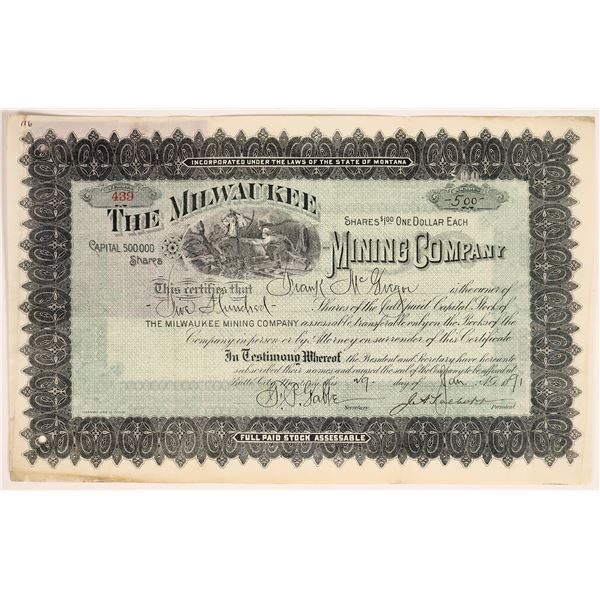 116
INCORPORATED UNDER THE LAWS OF THE STATE OF MONTANA
NUMBER
439
SHARES
-500-
THE MILWAUKEE
SHARES $1.00 ONE DOLLAR EACH
CAPITAL 500.000 Shares
MINING COMPANY
This certifies that Frank McGregor is the owner of
-Five Hundred- Shares of the full paid Capital Stock of
THE MILWAUKEE MINING COMPANY assessable transferable only on the Books of the
Company in person or by Attorney on surrender of this Certificate
In Testimony Whereof the President and Secretary have hereunto
subscribed their names and caused the seal of the Company to be affixed at
Butte City Montana this 29 day of Jan A.D. 1891
Secretary
President
FULL PAID STOCK ASSESSABLE